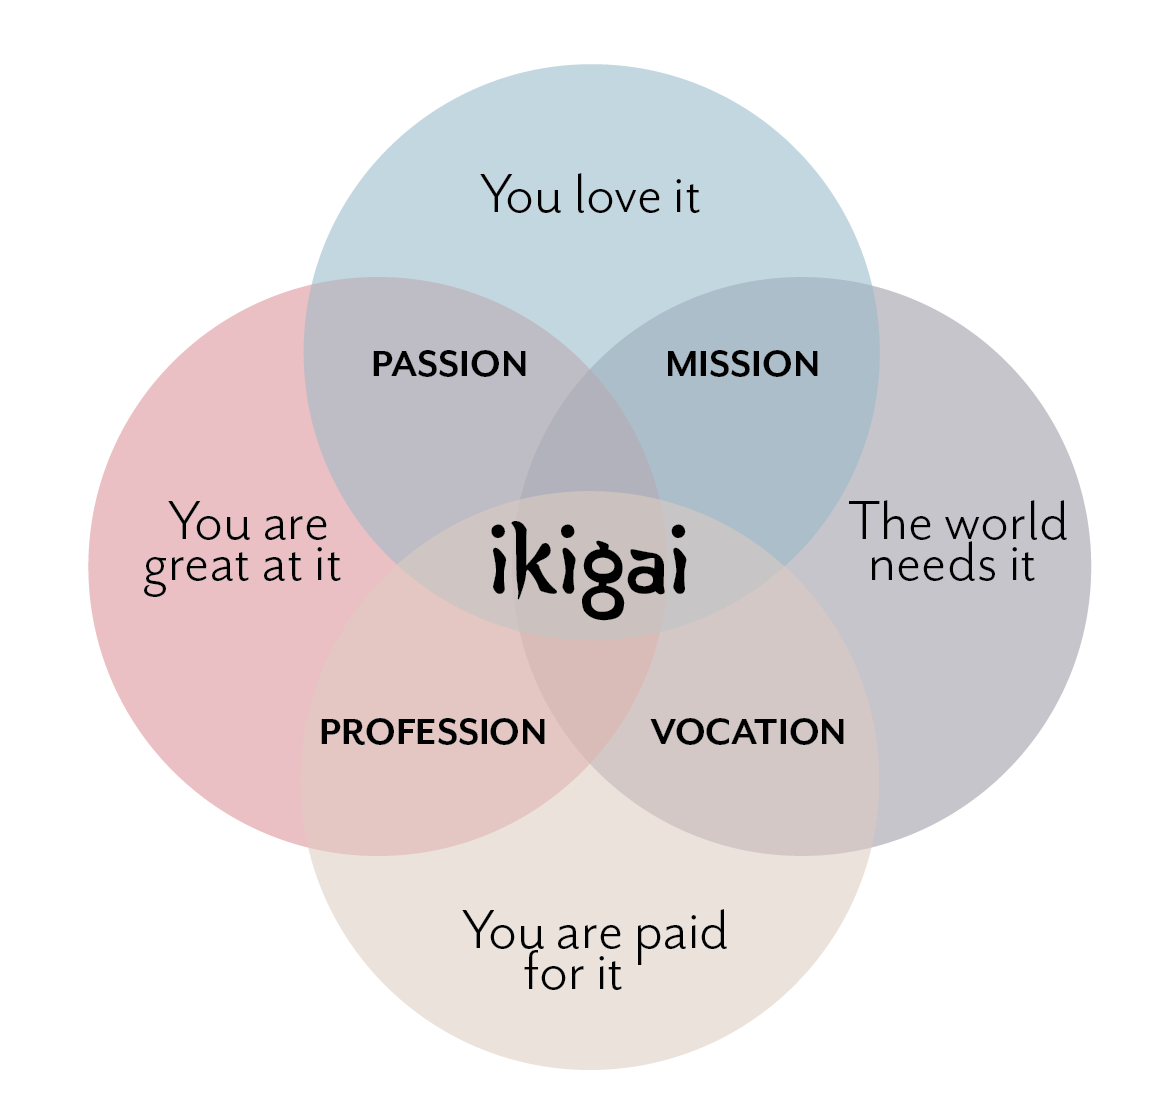 You love it
PASSION
MISSION
You are
great at it
ikigai
The world
needs it
PROFESSION
VOCATION
You are paid
for it